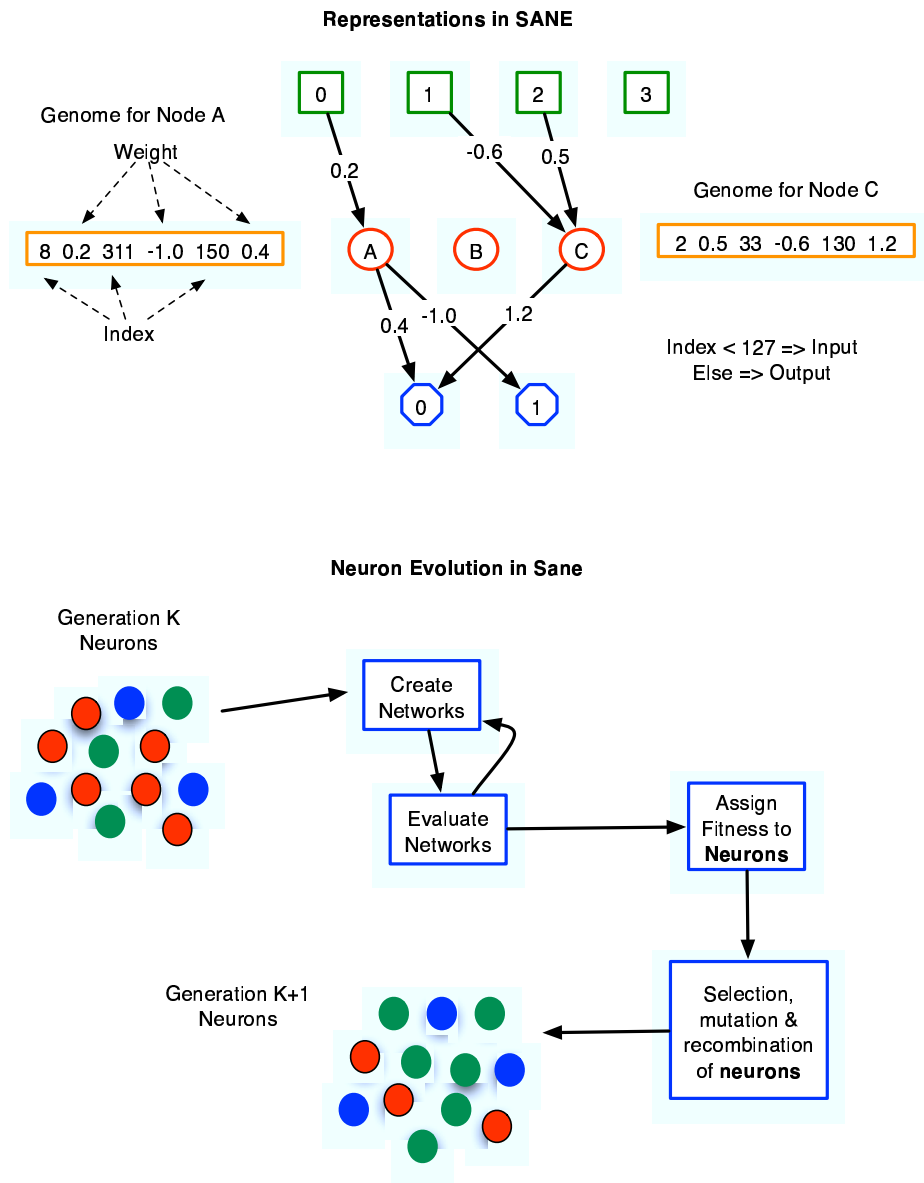 Representations in SANE
0
1
2
3
Genome for Node A
Weight
0.2
-0.6
0.5
Genome for Node C
8 0.2 311 -1.0 150 0.4
A
B
C
2 0.5 33 -0.6 130 1.2
Index
0.4
-1.0
1.2
Index < 127 => Input
Else => Output
0
1
Neuron Evolution in Sane
Generation K
Neurons
Create
Networks
Evaluate
Networks
Assign
Fitness to
Neurons
Generation K+1
Neurons
Selection,
mutation &
recombination
of neurons